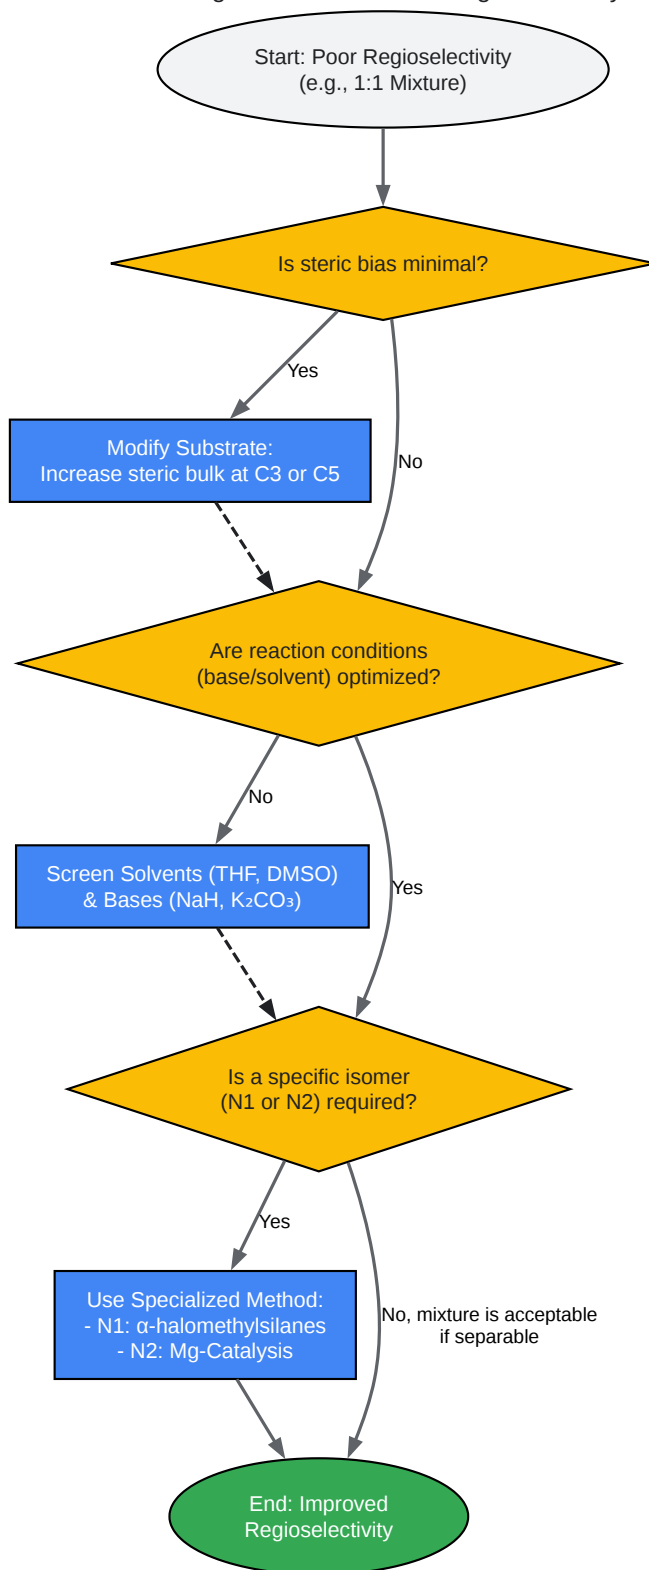 Start: Poor Regioselectivity
(e.g., 1:1 Mixture)
Is steric bias minimal?
Yes
Modify Substrate:
Increase steric bulk at C3 or C5
No
Are reaction conditions
(base/solvent) optimized?
No
Screen Solvents (THF, DMSO)
& Bases (NaH, K₂CO₃)
Yes
Is a specific isomer
(N1 or N2) required?
Yes
Use Specialized Method:
- N1: α-halomethylsilanes
- N2: Mg-Catalysis
No, mixture is acceptable
if separable
End: Improved
Regioselectivity